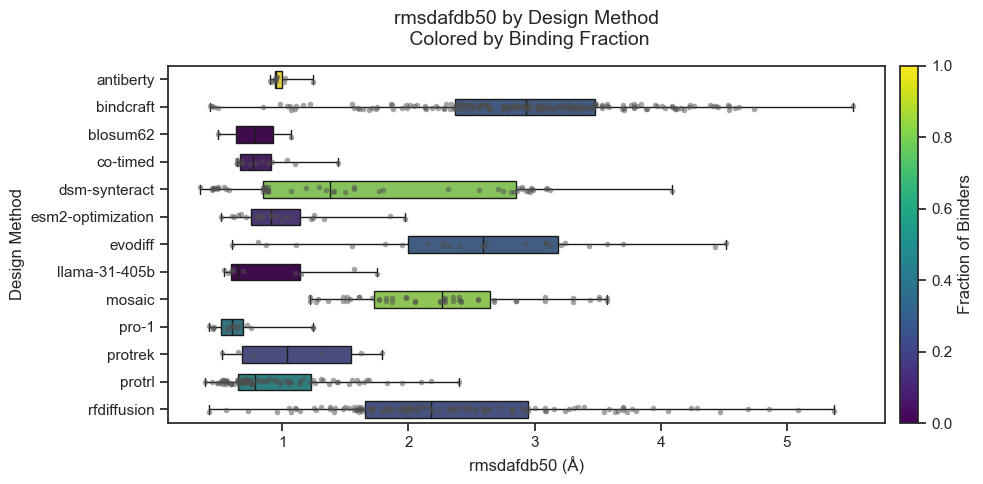 rmsdafdb50 by Design Method
Colored by Binding Fraction
Design Method
antiberty
bindcraft
blosum62
co-timed
dsm-synteract
esm2-optimization
evodiff
llama-31-405b
mosaic
pro-1
protrek
protrl
rfdiffusion
1 2 3 4 5
rmsdafdb50 (Å)
1.0
0.8
0.6
0.4
0.2
0.0
Fraction of Binders